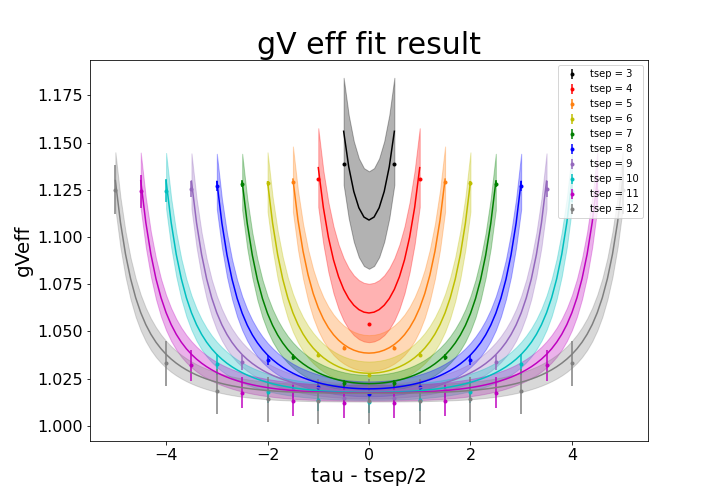 gV eff fit result
gVeff
1.175
1.150
1.125
1.100
1.075
1.050
1.025
1.000
−4
−2
0
2
4
tau - tsep/2
tsep = 3
tsep = 4
tsep = 5
tsep = 6
tsep = 7
tsep = 8
tsep = 9
tsep = 10
tsep = 11
tsep = 12